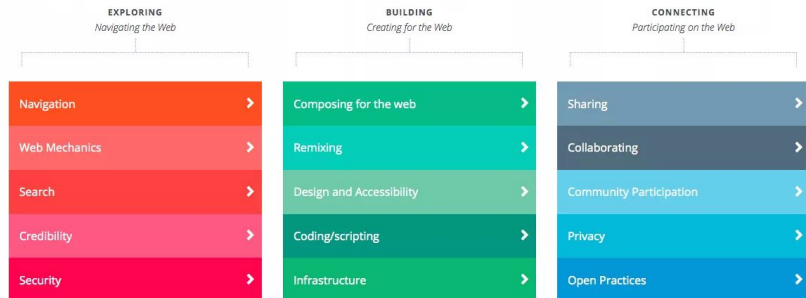 EXPLORING
Navigating the Web
Navigation
Web Mechanics
Search
Credibility
Security
BUILDING
Creating for the Web
Composing for the web
Remixing
Design and Accessibility
Coding/scripting
Infrastructure
CONNECTING
Participating on the Web
Sharing
Collaborating
Community Participation
Privacy
Open Practices